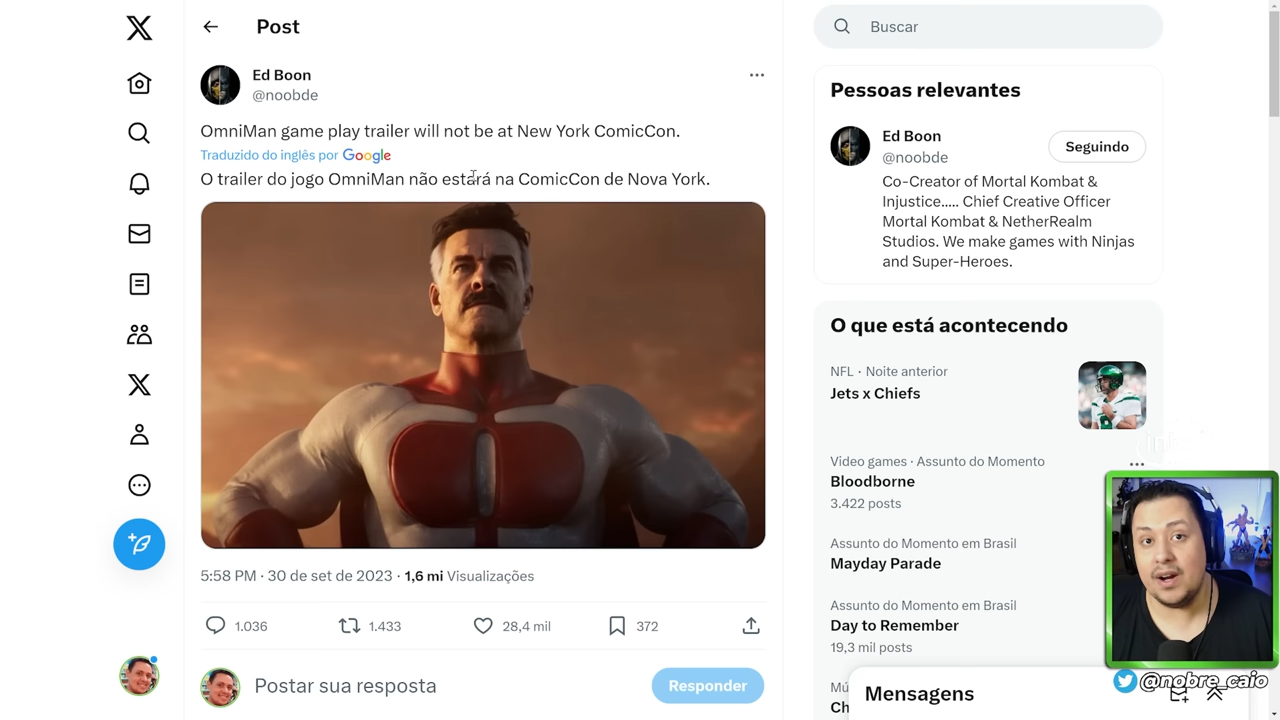 Post
Ed Boon
@noobde
OmniMan game play trailer will not be at New York ComicCon.
Traduzido do inglês por Google
O trailer do jogo OmniMan não estará na ComicCon de Nova York.
5:58 PM · 30 de set de 2023 · 1,6 mi Visualizações
1.036
1.433
28,4 mil
372
Postar sua resposta
Responder
Buscar
Pessoas relevantes
Ed Boon
@noobde
Seguindo
Co-Creator of Mortal Kombat &
Injustice..... Chief Creative Officer
Mortal Kombat & NetherRealm
Studios. We make games with Ninjas
and Super-Heroes.
O que está acontecendo
NFL · Noite anterior
Jets x Chiefs
Video games · Assunto do Momento
Bloodborne
3.422 posts
Assunto do Momento em Brasil
Mayday Parade
Assunto do Momento em Brasil
Day to Remember
19,3 mil posts
Mensagens
@nobre_caio